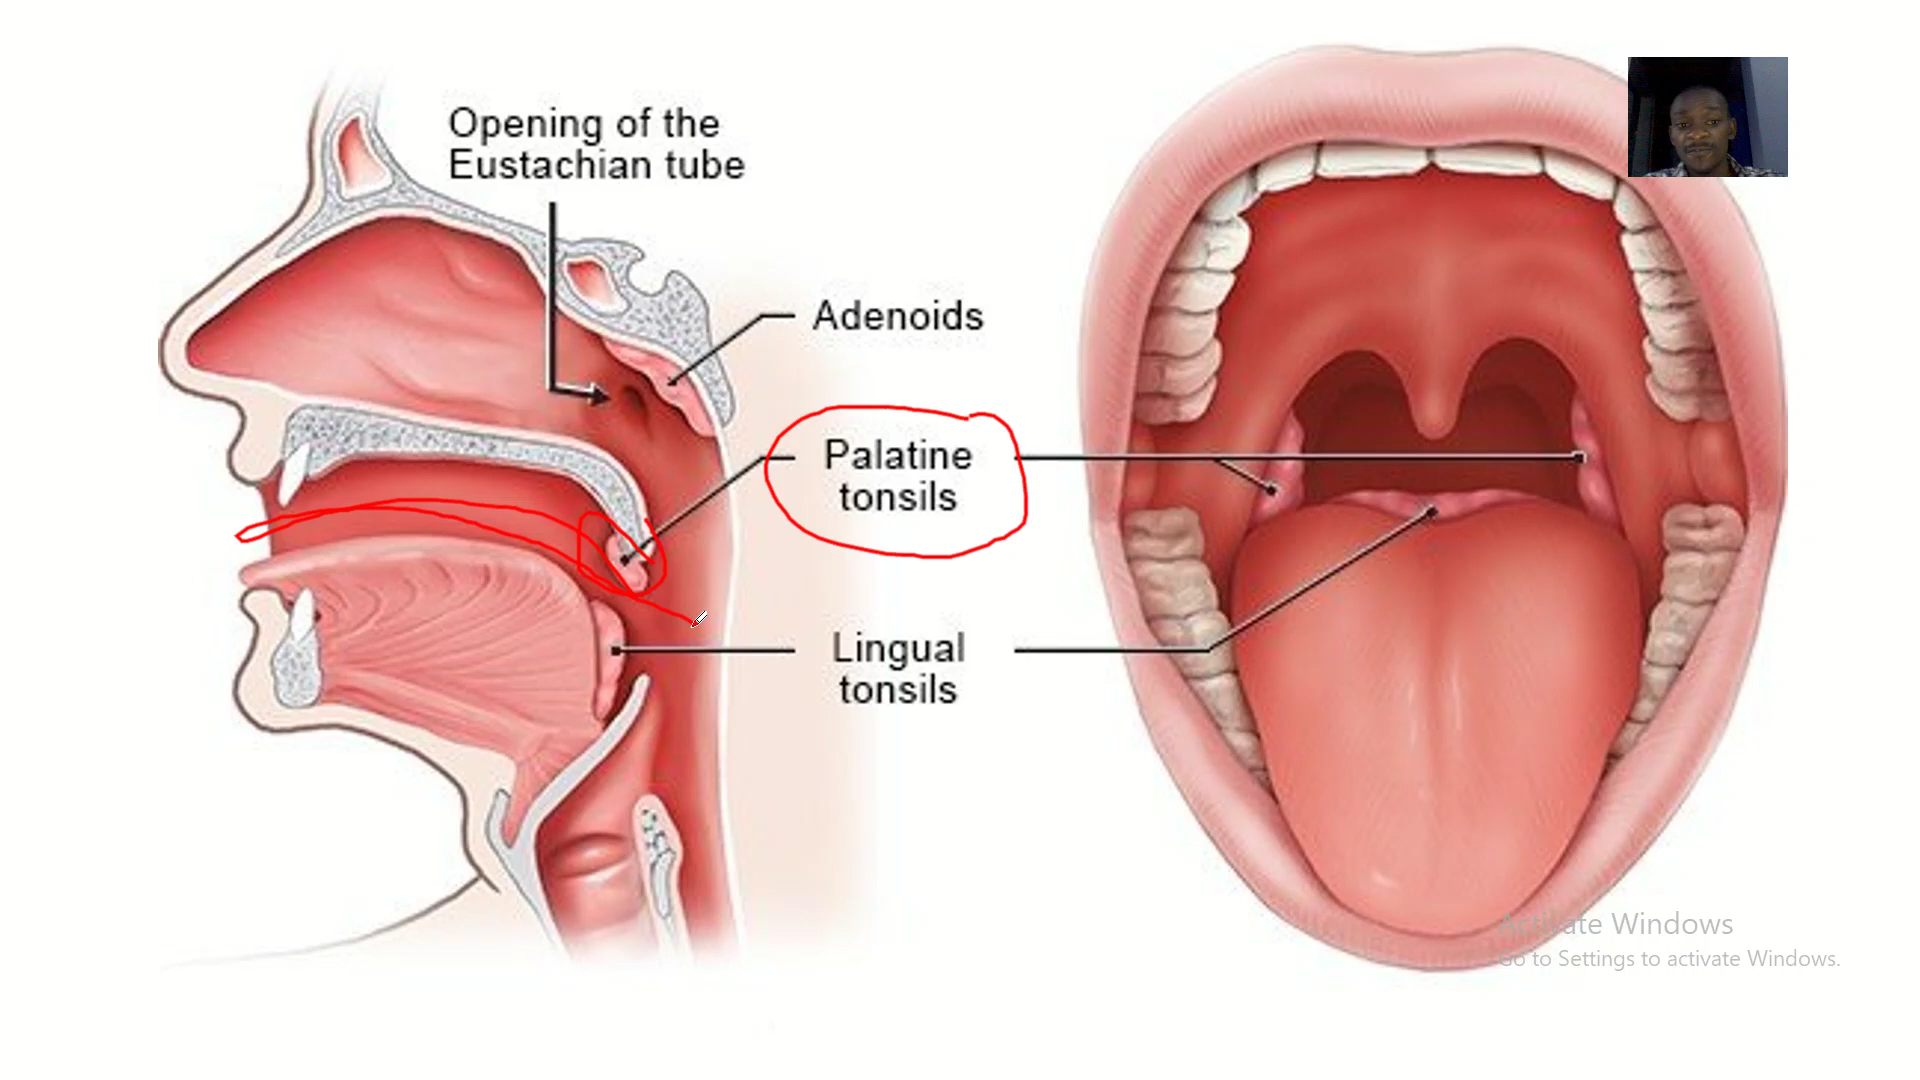 Opening of the
Eustachian tube
Adenoids
Palatine
tonsils
Lingual
tonsils
Activate Windows
Go to Settings to activate Windows.